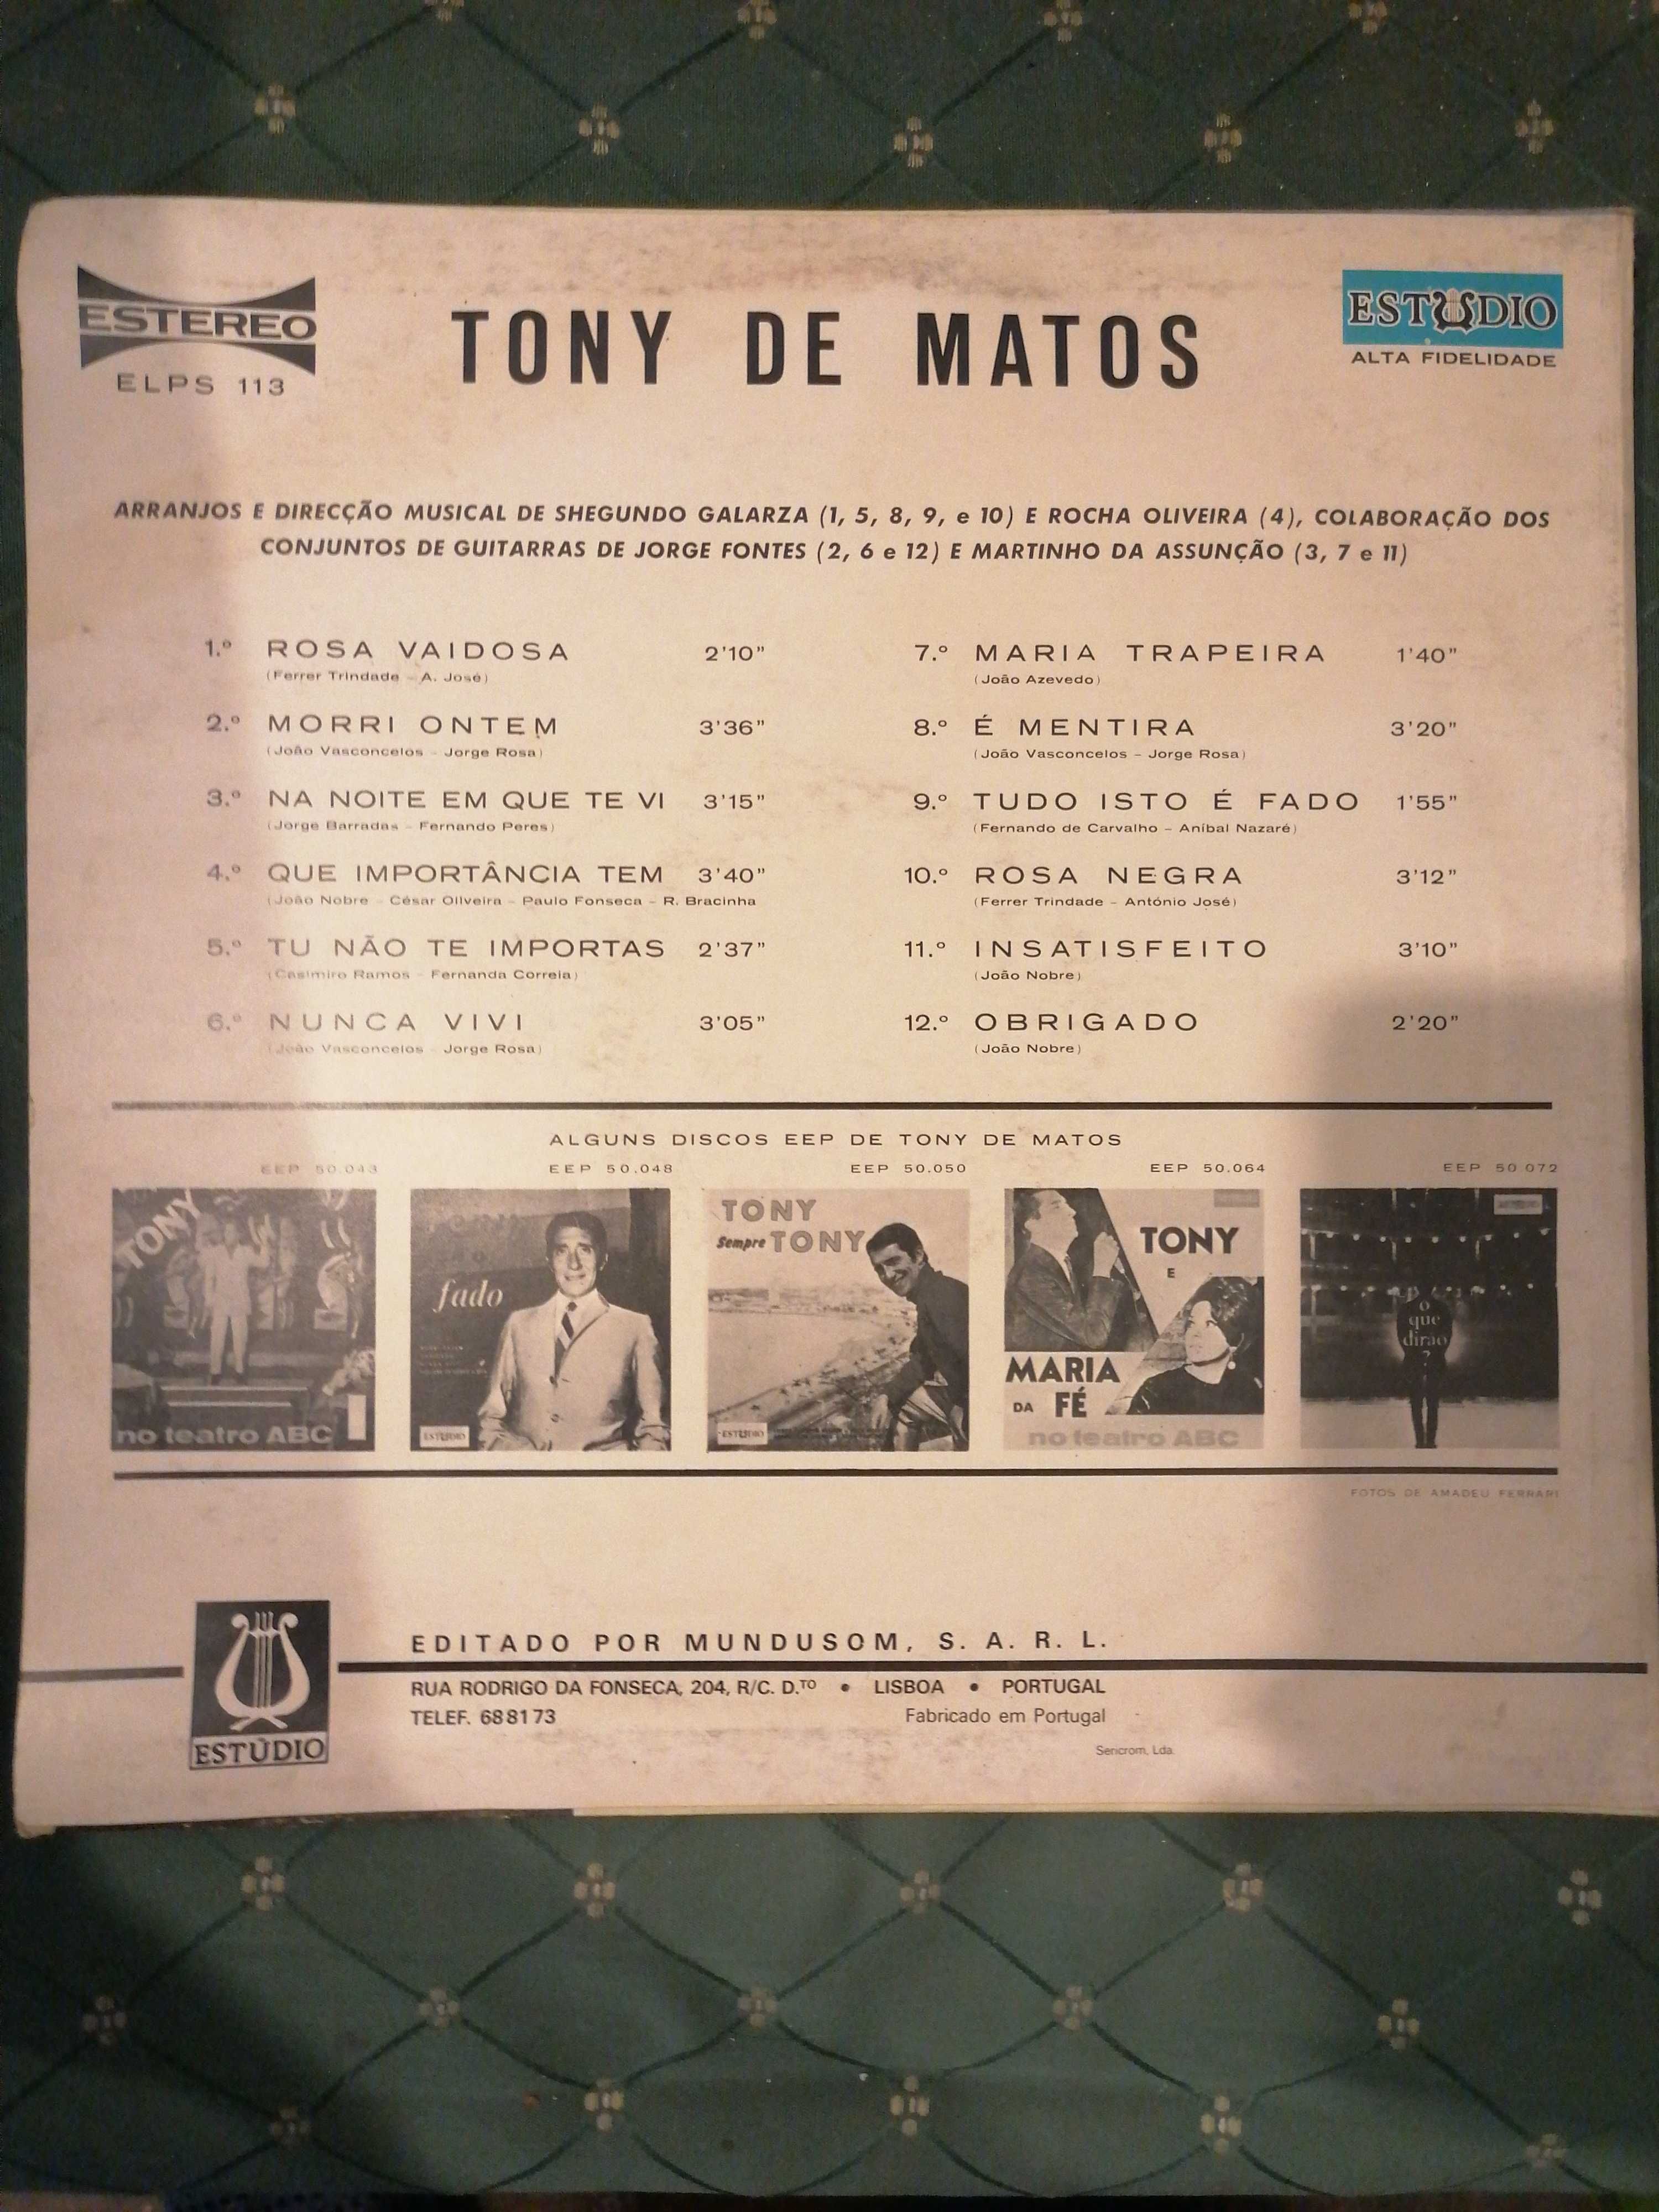 ESTEREO
ELPS 113
TONY DE MATOS
ESTÚDIO
ALTA FIDELIDADE
ARRANJOS E DIRECÇÃO MUSICAL DE SHEGUNDO GALARZA (1, 5, 8, 9, e 10) E ROCHA OLIVEIRA (4), COLABORAÇÃO DOS
CONJUNTOS DE GUITARRAS DE JORGE FONTES (2, 6 e 12) E MARTINHO DA ASSUNÇÃO (3, 7 e 11)
1.º ROSA VAIDOSA 2'10"
(Ferrer Trindade - A. José)
2.º MORRI ONTEM 3'36"
(João Vasconcelos - Jorge Rosa)
3.º NA NOITE EM QUE TE VI 3'15"
(Jorge Barradas - Fernando Peres)
4.º QUE IMPORTÂNCIA TEM 3'40"
(João Nobre - César Oliveira - Paulo Fonseca - R. Bracinha
5.º TU NÃO TE IMPORTAS 2'37"
(Casimiro Ramos - Fernanda Correia)
6.º NUNCA VIVI 3'05"
(João Vasconcelos - Jorge Rosa)
7.º MARIA TRAPEIRA 1'40"
(João Azevedo)
8.º É MENTIRA 3'20"
(João Vasconcelos - Jorge Rosa)
9.º TUDO ISTO É FADO 1'55"
(Fernando de Carvalho - Aníbal Nazaré)
10.º ROSA NEGRA 3'12"
(Ferrer Trindade - António José)
11.º INSATISFEITO 3'10"
(João Nobre)
12.º OBRIGADO 2'20"
(João Nobre)
ALGUNS DISCOS EEP DE TONY DE MATOS
EEP 50.043 EEP 50.048 EEP 50.050 EEP 50.064 EEP 50.072
TONY
no teatro ABC
fado
ESTÚDIO
TONY
Sempre TONY
ESTÚDIO
TONY
E
MARIA
DA FÉ
no teatro ABC
o
que
dirão
?
FOTOS DE AMADEU FERRARI
ESTÚDIO
EDITADO POR MUNDUSOM, S. A. R. L.
RUA RODRIGO DA FONSECA, 204, R/C. D.TO • LISBOA • PORTUGAL
TELEF. 688173 Fabricado em Portugal
Sericrom, Lda.